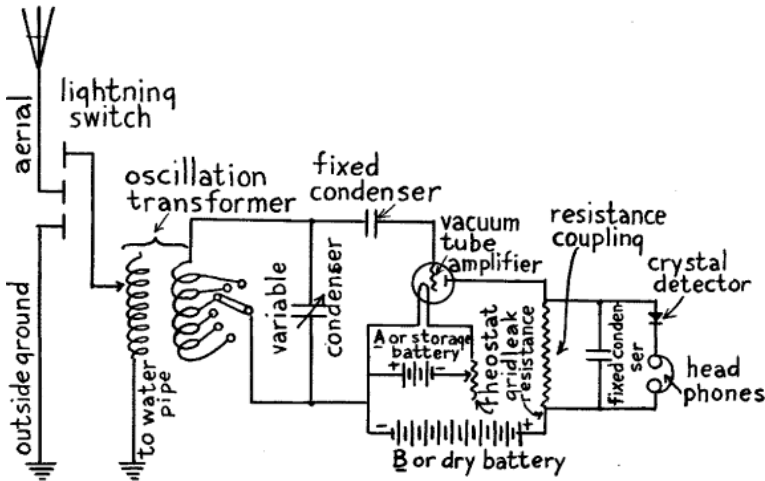 aerial
lightning
switch
oscillation
transformer
fixed
condenser
vacuum
tube
amplifier
resistance
coupling
crystal
detector
variable
condenser
A or storage
battery
+ -
rheostat
gridleak
resistance
fixed conden-
ser
head
phones
outside ground
to water
pipe
- +
B or dry battery